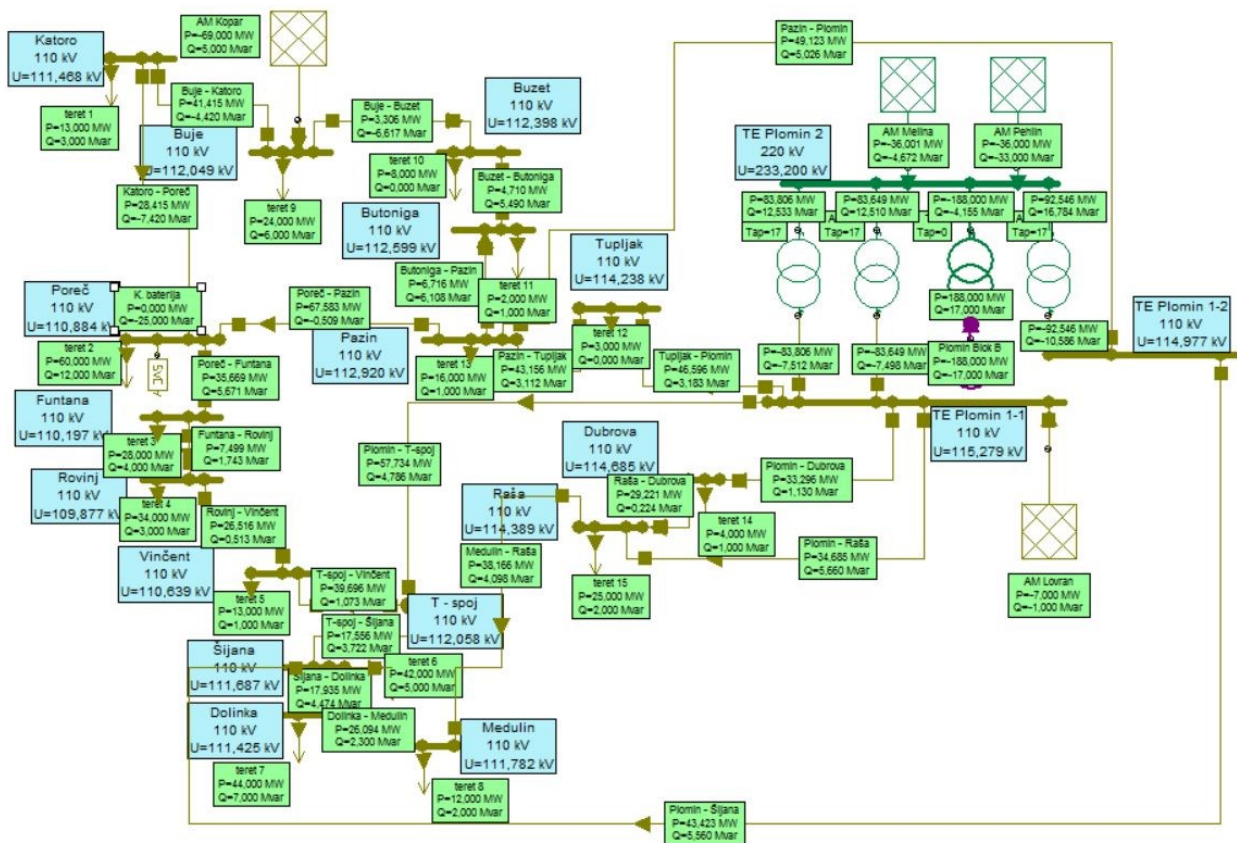 AM Kopar
P=-69,000 MW
Q=5,000 Mvar
Katoro
110 kV
U=111,468 kV
Buje - Katoro
P=41,415 MW
Q=-4,420 Mvar
teret 1
P=13,000 MW
Q=3,000 Mvar
Buje
110 kV
U=112,049 kV
Buje - Buzet
P=3,306 MW
Q=-6,617 Mvar
Buzet
110 kV
U=112,398 kV
Pazin - Plomin
P=49,123 MW
Q=5,026 Mvar
AM Melina
P=-36,001 MW
Q=-4,672 Mvar
AM Pehlin
P=-36,000 MW
Q=-33,000 Mvar
TE Plomin 2
220 kV
U=233,200 kV
teret 10
P=8,000 MW
Q=0,000 Mvar
Buzet - Butoniga
P=4,710 MW
Q=5,490 Mvar
Katoro - Poreč
P=28,415 MW
Q=-7,420 Mvar
teret 9
P=24,000 MW
Q=6,000 Mvar
Butoniga
110 kV
U=112,599 kV
P=83,806 MW
Q=12,533 Mvar
Tap=17
P=83,649 MW
Q=12,510 Mvar
Tap=17
P=-188,000 MW
Q=-4,155 Mvar
Tap=0
P=92,546 MW
Q=16,784 Mvar
Tap=17
Tupljak
110 kV
U=114,238 kV
Butoniga - Pazin
P=6,716 MW
Q=6,108 Mvar
teret 11
P=2,000 MW
Q=1,000 Mvar
Poreč
110 kV
U=110,884 kV
K. baterija
P=0,000 MW
Q=-25,000 Mvar
Poreč - Pazin
P=67,583 MW
Q=-0,509 Mvar
Pazin
110 kV
U=112,920 kV
teret 12
P=3,000 MW
Q=0,000 Mvar
P=188,000 MW
Q=17,000 Mvar
TE Plomin 1-2
110 kV
U=114,977 kV
teret 2
P=60,000 MW
Q=12,000 Mvar
SVC
Poreč - Funtana
P=35,669 MW
Q=5,671 Mvar
teret 13
P=16,000 MW
Q=1,000 Mvar
Pazin - Tupljak
P=43,156 MW
Q=3,112 Mvar
Tupljak - Plomin
P=46,596 MW
Q=3,183 Mvar
P=-83,806 MW
Q=-7,512 Mvar
P=-83,649 MW
Q=-7,498 Mvar
Plomin Blok B
P=-188,000 MW
Q=-17,000 Mvar
P=-92,546 MW
Q=-10,586 Mvar
Funtana
110 kV
U=110,197 kV
teret 3
P=28,000 MW
Q=4,000 Mvar
Funtana - Rovinj
P=7,499 MW
Q=1,743 Mvar
Plomin - T-spoj
P=57,734 MW
Q=4,786 Mvar
Dubrova
110 kV
U=114,685 kV
TE Plomin 1-1
110 kV
U=115,279 kV
Plomin - Dubrova
P=33,296 MW
Q=1,130 Mvar
Rovinj
110 kV
U=109,877 kV
teret 4
P=34,000 MW
Q=3,000 Mvar
Rovinj - Vinčent
P=26,516 MW
Q=0,513 Mvar
Raša
110 kV
U=114,389 kV
Raša - Dubrova
P=29,221 MW
Q=0,224 Mvar
teret 14
P=4,000 MW
Q=1,000 Mvar
Plomin - Raša
P=34,685 MW
Q=5,660 Mvar
Medulin - Raša
P=38,166 MW
Q=4,098 Mvar
Vinčent
110 kV
U=110,639 kV
teret 5
P=13,000 MW
Q=1,000 Mvar
T-spoj - Vinčent
P=39,696 MW
Q=1,073 Mvar
teret 15
P=25,000 MW
Q=2,000 Mvar
AM Lovran
P=-7,000 MW
Q=-1,000 Mvar
T - spoj
110 kV
U=112,058 kV
T-spoj - Šijana
P=17,556 MW
Q=3,722 Mvar
Šijana
110 kV
U=111,687 kV
teret 6
P=42,000 MW
Q=5,000 Mvar
Šijana - Dolinka
P=17,935 MW
Q=4,474 Mvar
Dolinka
110 kV
U=111,425 kV
Dolinka - Medulin
P=26,094 MW
Q=2,300 Mvar
Medulin
110 kV
U=111,782 kV
teret 7
P=44,000 MW
Q=7,000 Mvar
teret 8
P=12,000 MW
Q=2,000 Mvar
Plomin - Šijana
P=43,423 MW
Q=5,560 Mvar